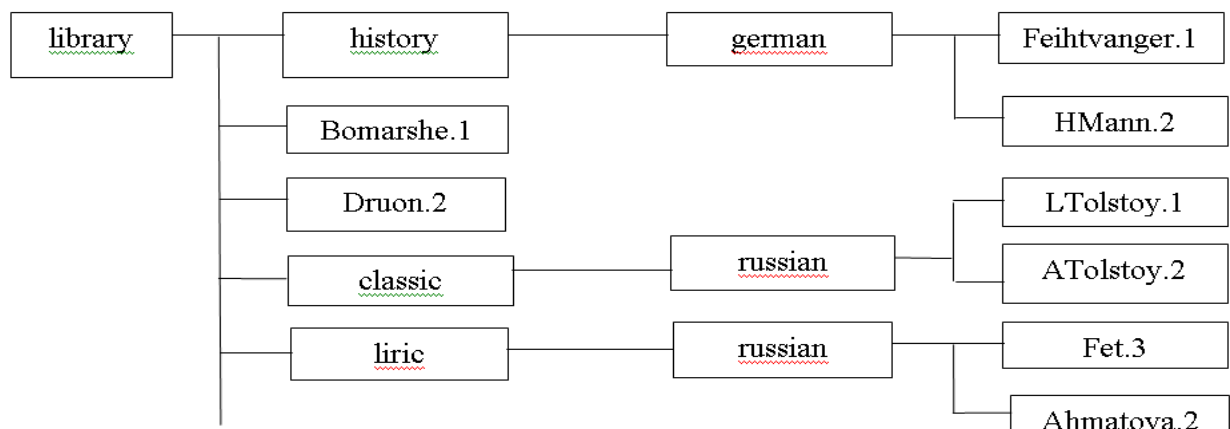 library
history
german
Feihtvanger.1
HMann.2
Bomarshe.1
Druon.2
LTolstoy.1
classic
russian
ATolstoy.2
liric
russian
Fet.3
Ahmatova.2